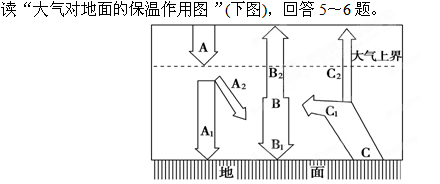 读“大气对地面的保温作用图”(下图)，回答5～6题。
A
大气上界
A₂
B₂
C₂
B
A₁
C₁
B₁
C
地 面